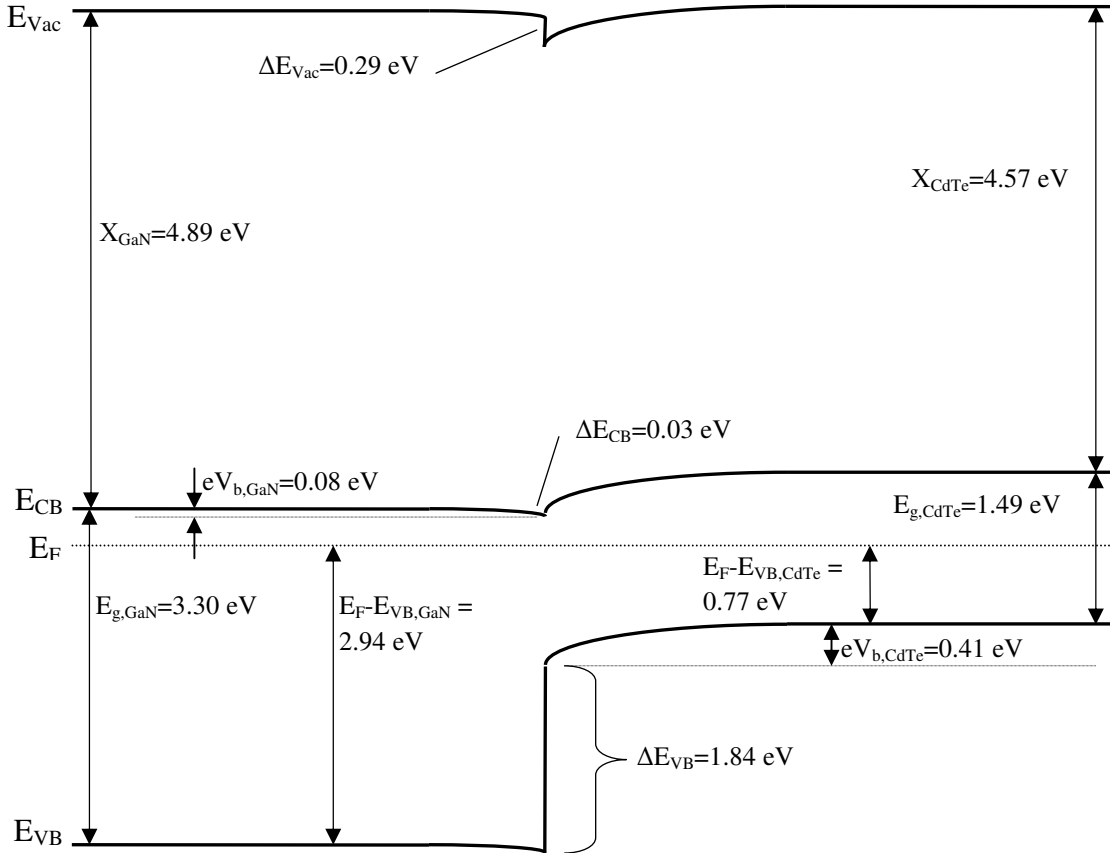 E_Vac
ΔE_Vac=0.29 eV
X_CdTe=4.57 eV
X_GaN=4.89 eV
ΔE_CB=0.03 eV
eV_b,GaN=0.08 eV
E_CB
E_g,CdTe=1.49 eV
E_F
E_F-E_VB,CdTe =
0.77 eV
E_g,GaN=3.30 eV
E_F-E_VB,GaN =
2.94 eV
eV_b,CdTe=0.41 eV
ΔE_VB=1.84 eV
E_VB